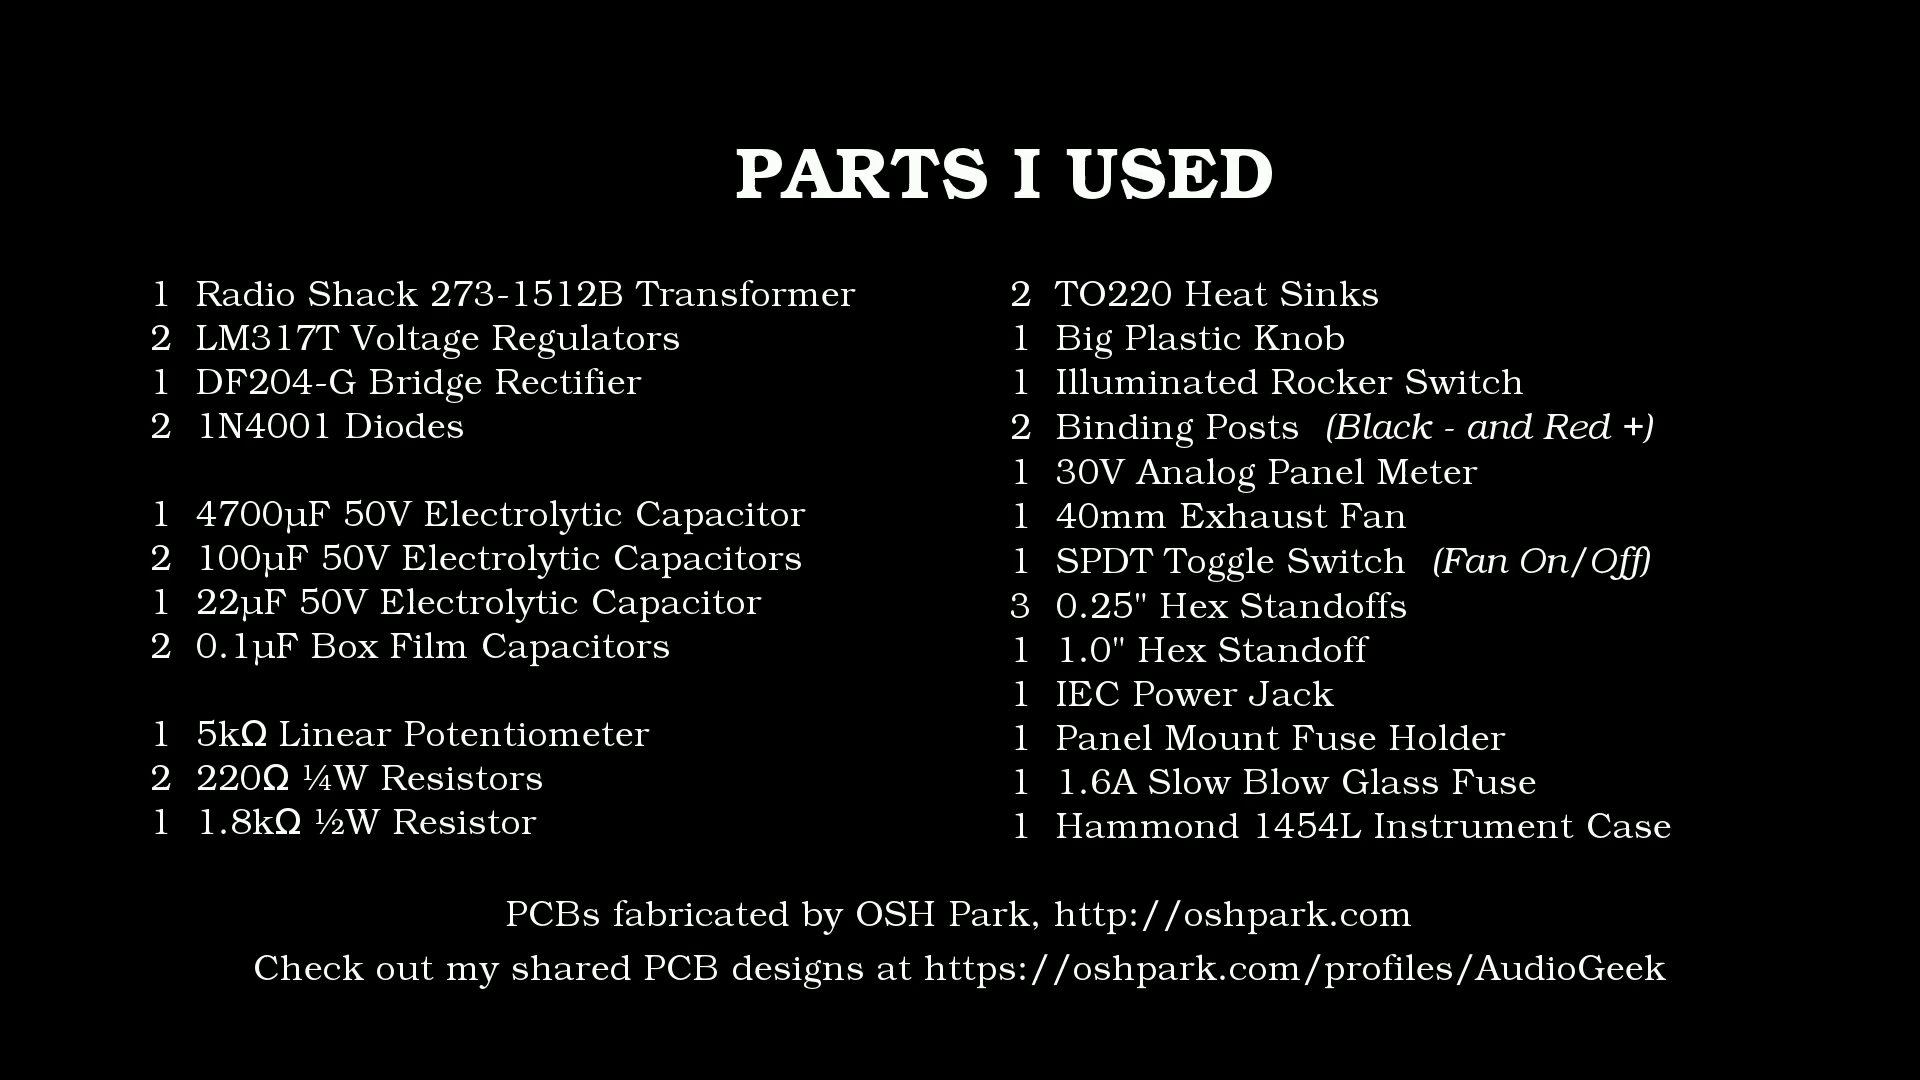 PARTS I USED
1 Radio Shack 273-1512B Transformer
2 LM317T Voltage Regulators
1 DF204-G Bridge Rectifier
2 1N4001 Diodes
1 4700µF 50V Electrolytic Capacitor
2 100µF 50V Electrolytic Capacitors
1 22µF 50V Electrolytic Capacitor
2 0.1µF Box Film Capacitors
1 5kΩ Linear Potentiometer
2 220Ω ¼W Resistors
1 1.8kΩ ½W Resistor
2 TO220 Heat Sinks
1 Big Plastic Knob
1 Illuminated Rocker Switch
2 Binding Posts (Black - and Red +)
1 30V Analog Panel Meter
1 40mm Exhaust Fan
1 SPDT Toggle Switch (Fan On/Off)
3 0.25" Hex Standoffs
1 1.0" Hex Standoff
1 IEC Power Jack
1 Panel Mount Fuse Holder
1 1.6A Slow Blow Glass Fuse
1 Hammond 1454L Instrument Case
PCBs fabricated by OSH Park, http://oshpark.com
Check out my shared PCB designs at https://oshpark.com/profiles/AudioGeek